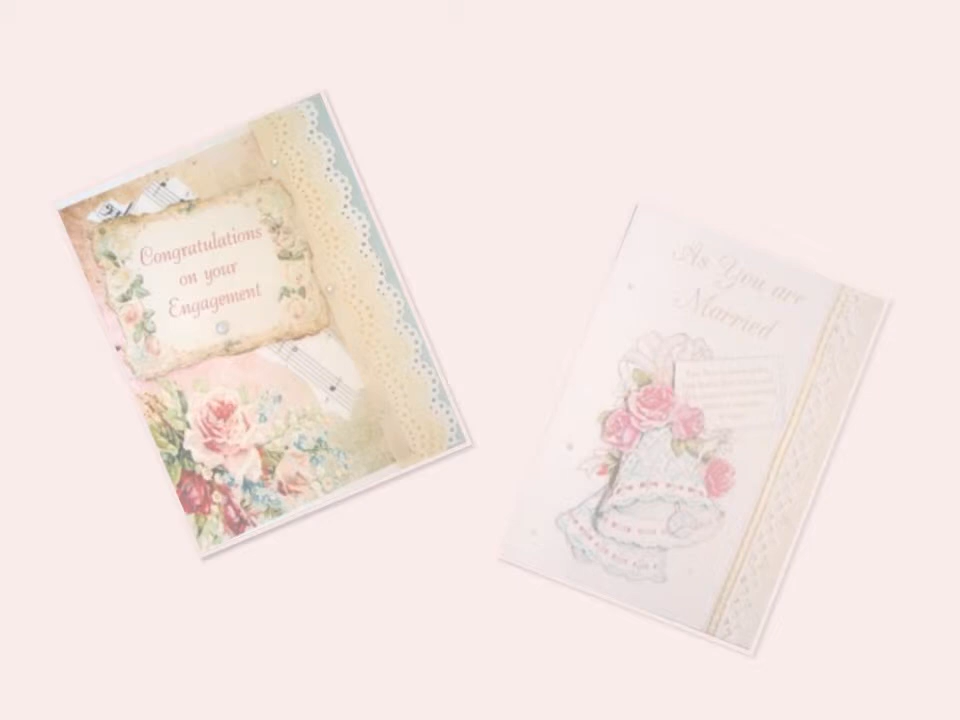 Congratulations
on your
Engagement
As You are
Married